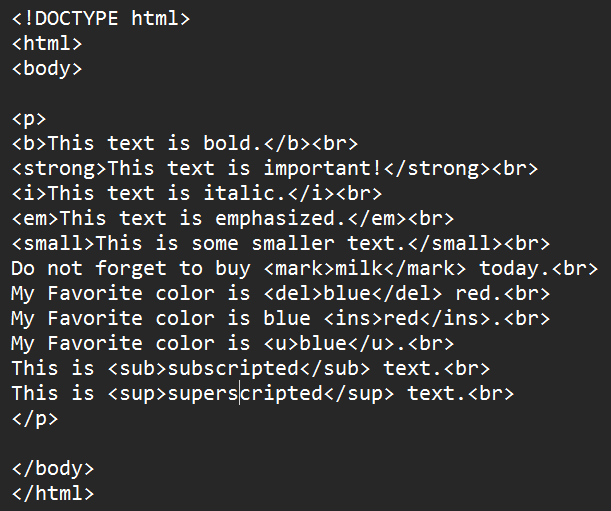 <!DOCTYPE html>
<html>
<body>

<p>
<b>This text is bold.</b><br>
<strong>This text is important!</strong><br>
<i>This text is italic.</i><br>
<em>This text is emphasized.</em><br>
<small>This is some smaller text.</small><br>
Do not forget to buy <mark>milk</mark> today.<br>
My Favorite color is <del>blue</del> red.<br>
My Favorite color is blue <ins>red</ins>.<br>
My Favorite color is <u>blue</u>.<br>
This is <sub>subscripted</sub> text.<br>
This is <sup>superscripted</sup> text.<br>
</p>

</body>
</html>